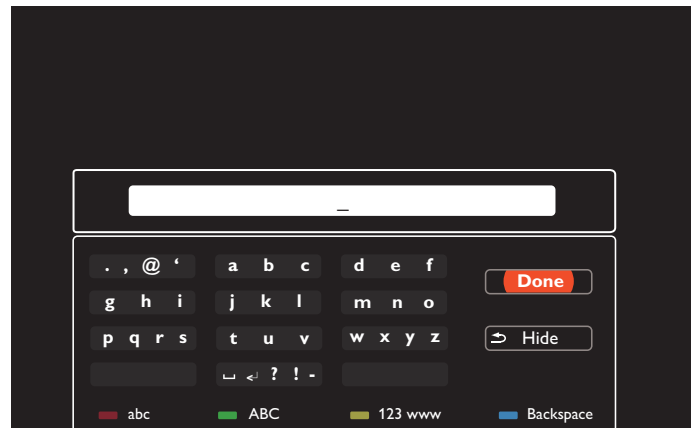 _
. , @ ‘ a b c d e f
Done
g h i j k l m n o
p q r s t u v w x y z
Hide
␣ ↵ ? ! -
abc ABC 123 www Backspace